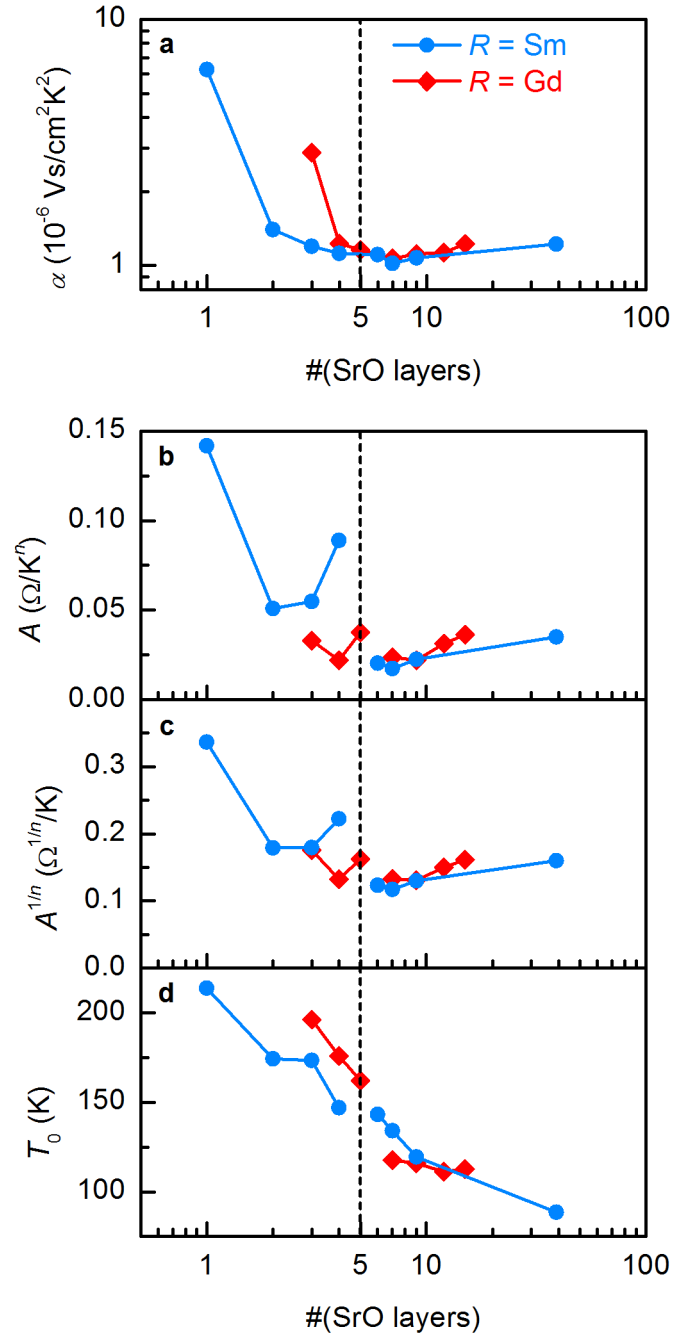 10
a
R = Sm
R = Gd
α (10⁻⁶ Vs/cm²K²)
1
1 5 10 100
#(SrO layers)
0.15
b
0.10
A (Ω/Kⁿ)
0.05
0.00
c
0.3
0.2
A¹/ⁿ (Ω¹/ⁿ/K)
0.1
0.0
d
200
150
T₀ (K)
100
1 5 10 100
#(SrO layers)